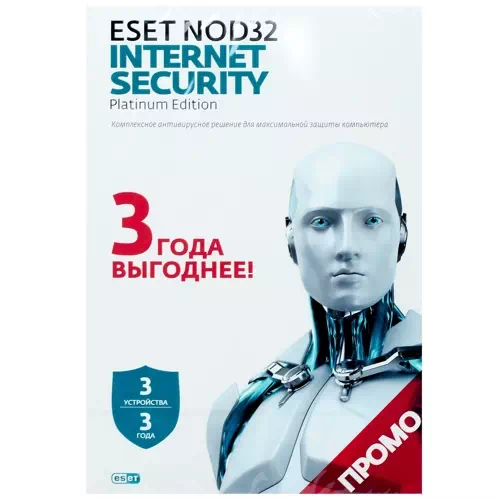 ESET NOD32
INTERNET
SECURITY
Platinum Edition
Комплексное антивирусное решение для максимальной защиты компьютера
3 ГОДА
ВЫГОДНЕЕ!
3
УСТРОЙСТВА
3
ГОДА
eset
ПРОМО